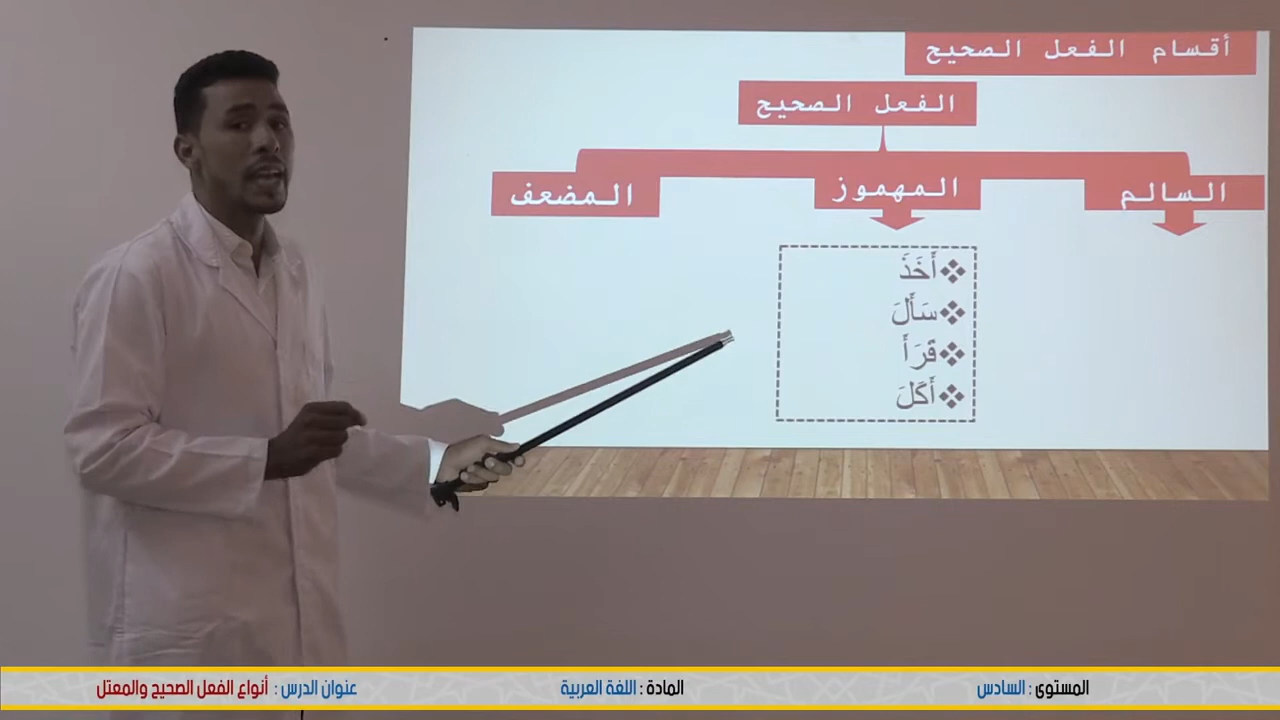 أقسام الفعل الصحيح
الفعل الصحيح
السالم
المهموز
المضعف
أَخَذَ
سَأَلَ
قَرَأَ
أَكَلَ
المستوى : السادس
المادة : اللغة العربية
عنوان الدرس : أنواع الفعل الصحيح والمعتل